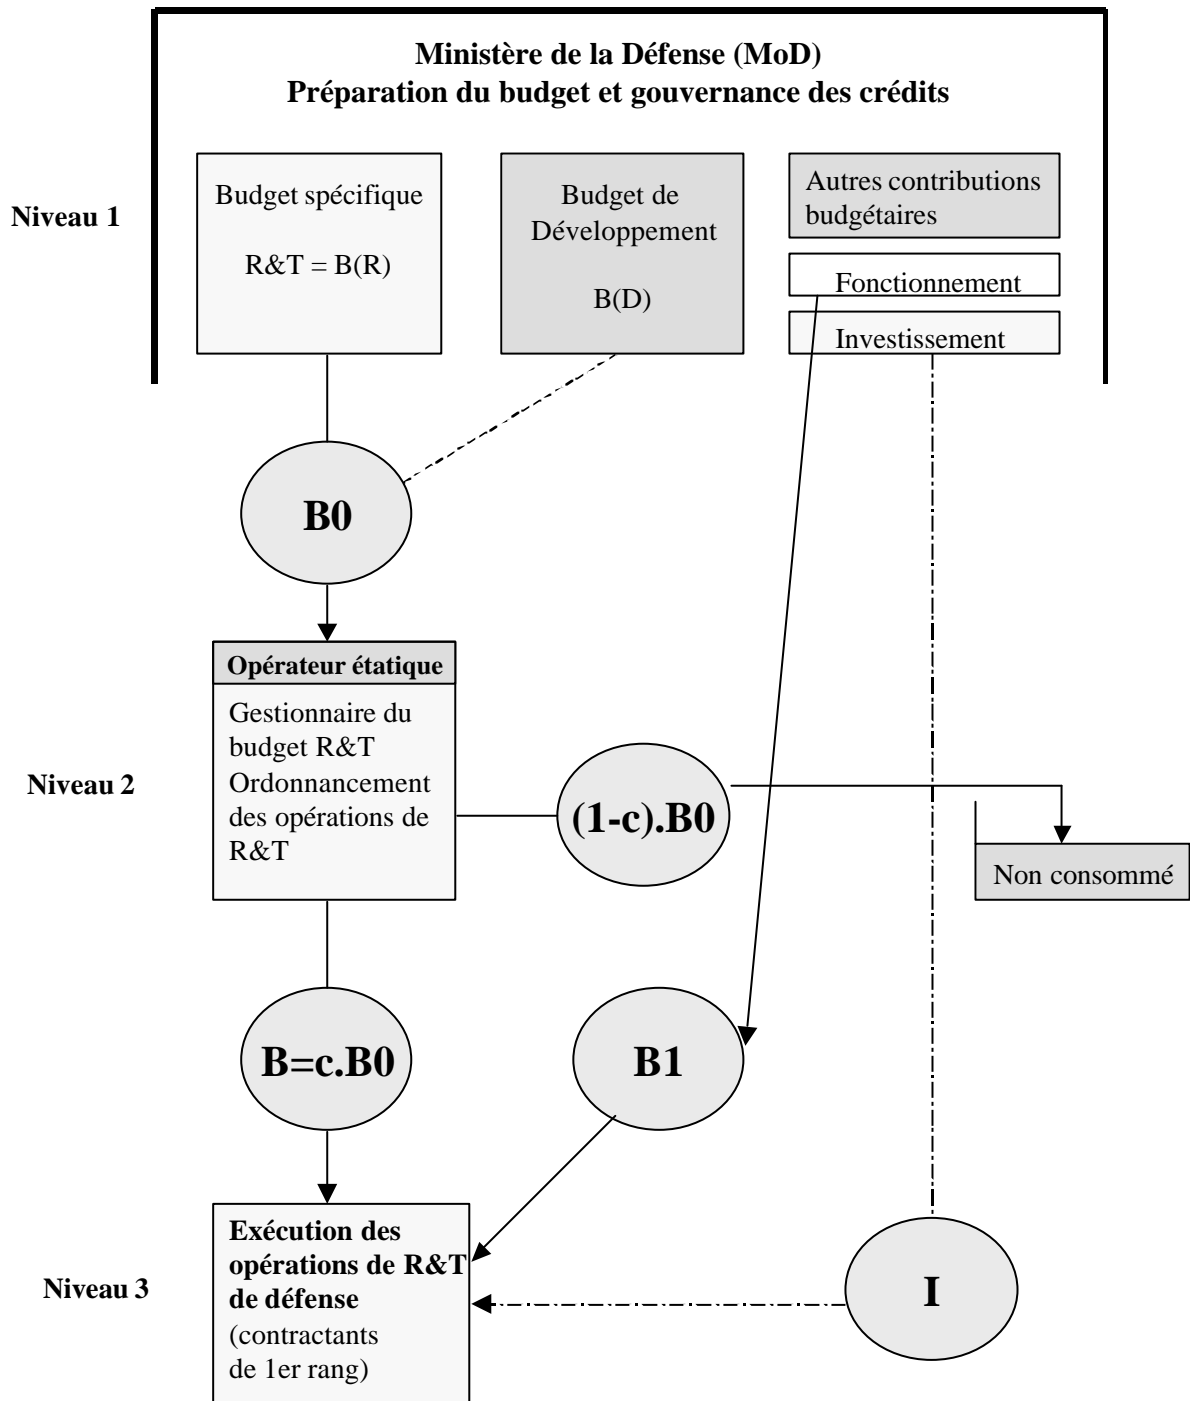 Ministère de la Défense (MoD)
Préparation du budget et gouvernance des crédits
Niveau 1
Budget spécifique
R&T = B(R)
Budget de
Développement
B(D)
Autres contributions
budgétaires
Fonctionnement
Investissement
B0
Niveau 2
Opérateur étatique
Gestionnaire du
budget R&T
Ordonnancement
des opérations de
R&T
(1-c).B0
Non consommé
B=c.B0
B1
Niveau 3
Exécution des
opérations de R&T
de défense
(contractants
de 1er rang)
I